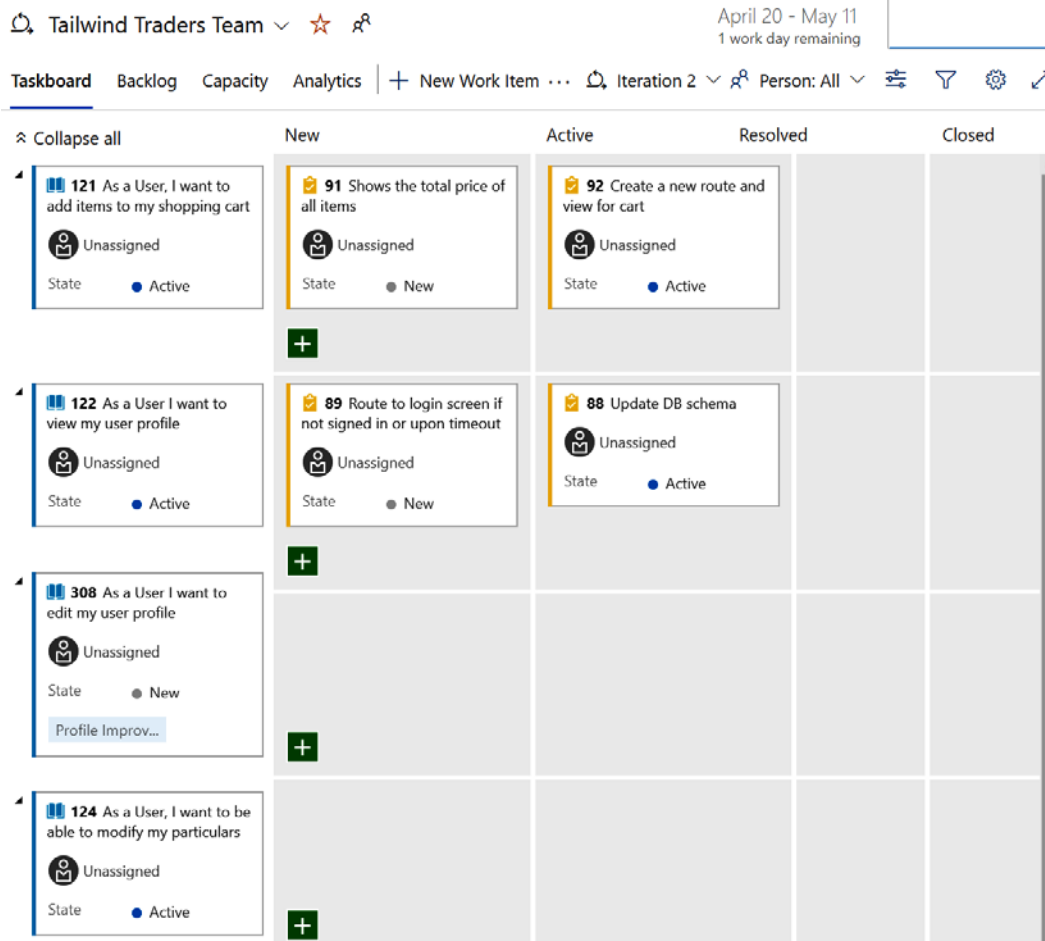 Tailwind Traders Team
April 20 - May 11
1 work day remaining
Taskboard Backlog Capacity Analytics New Work Item ... Iteration 2 Person: All
Collapse all New Active Resolved Closed
121 As a User, I want to
add items to my shopping cart
Unassigned
State Active
91 Shows the total price of
all items
Unassigned
State New
92 Create a new route and
view for cart
Unassigned
State Active
122 As a User I want to
view my user profile
Unassigned
State Active
89 Route to login screen if
not signed in or upon timeout
Unassigned
State New
88 Update DB schema
Unassigned
State Active
308 As a User I want to
edit my user profile
Unassigned
State New
Profile Improv...
124 As a User, I want to be
able to modify my particulars
Unassigned
State Active